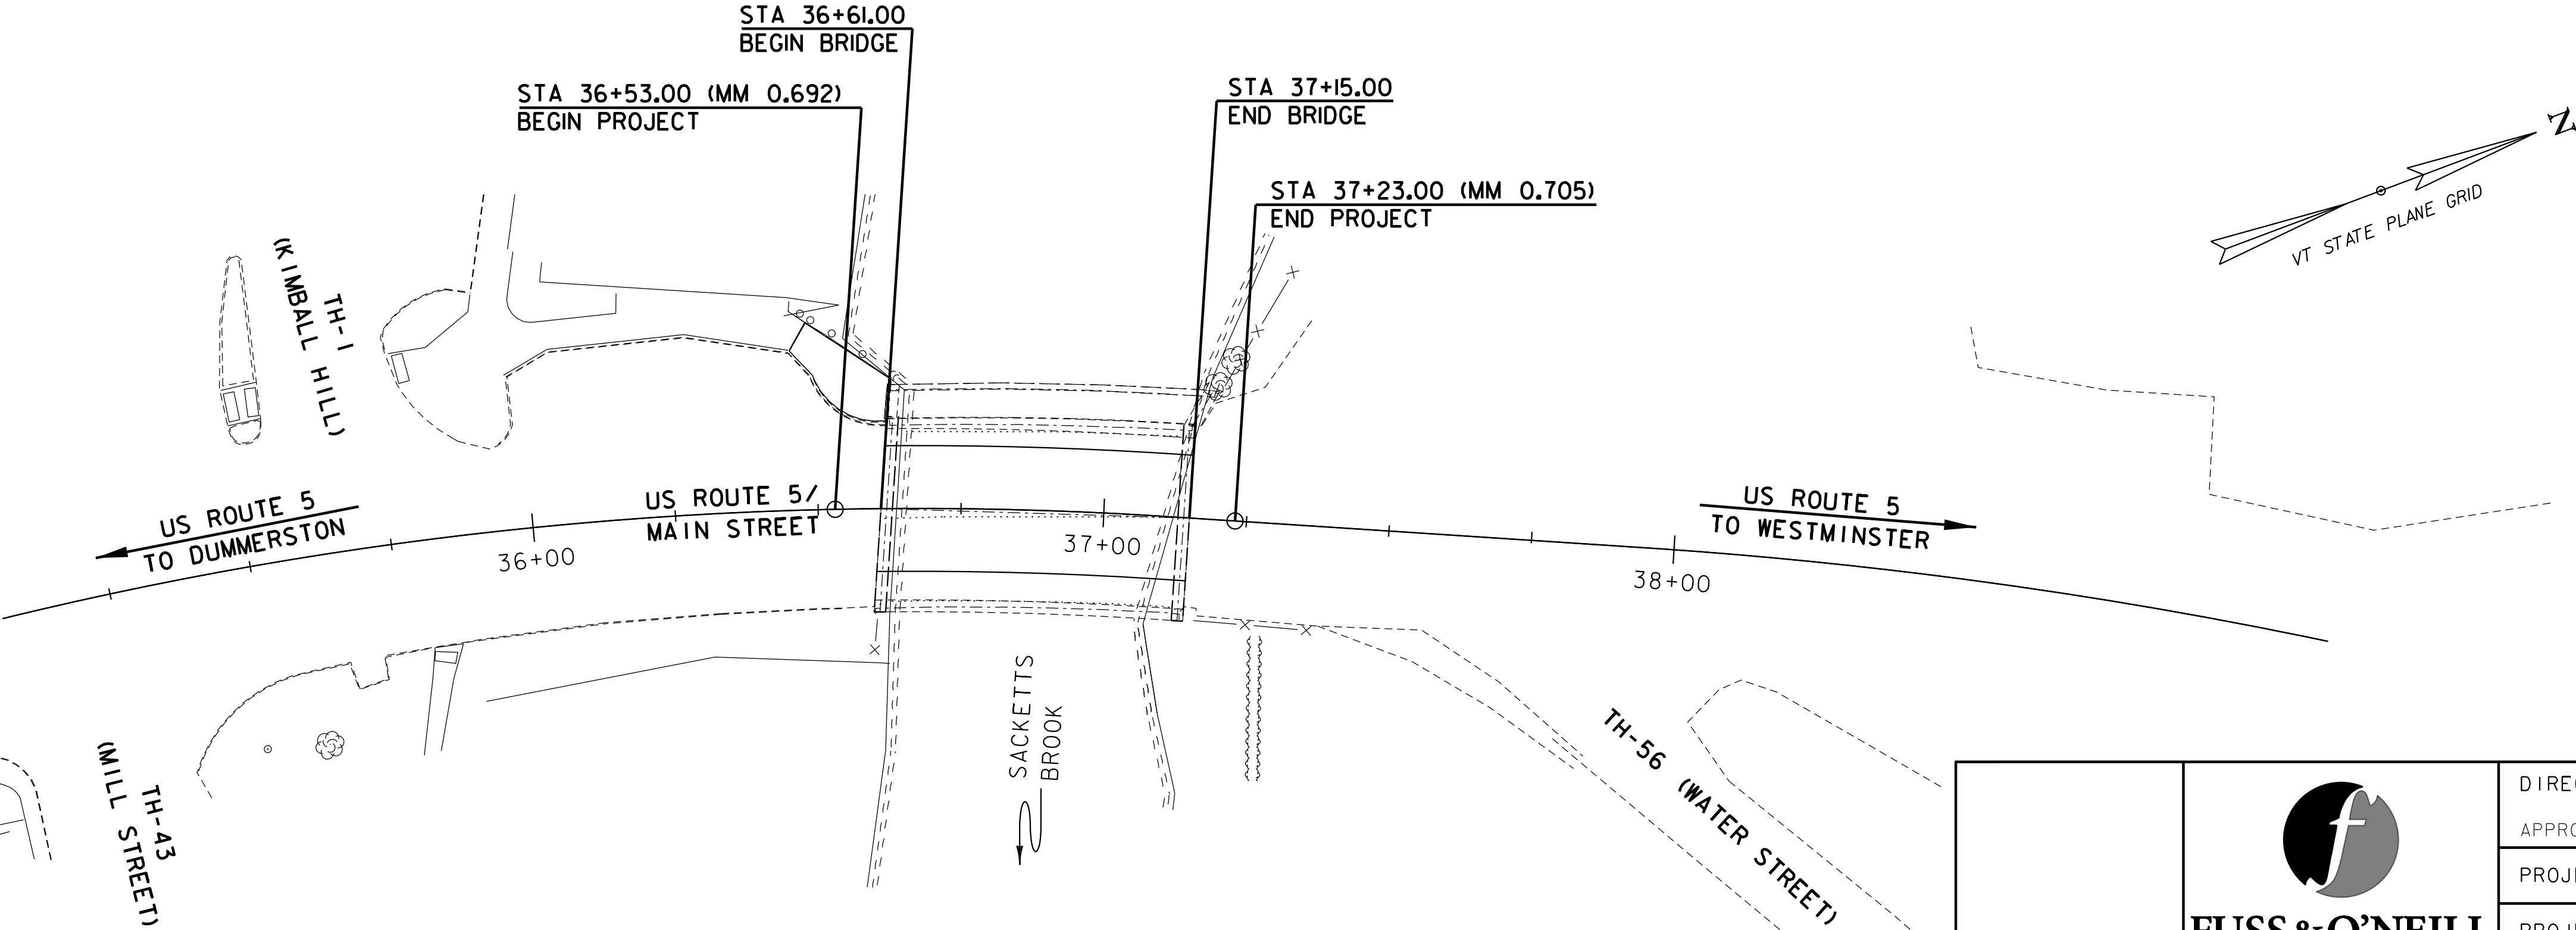 STA 36+61.00
BEGIN BRIDGE
STA 36+53.00 (MM 0.692)
BEGIN PROJECT
STA 37+15.00
END BRIDGE
STA 37+23.00 (MM 0.705)
END PROJECT
N
VT STATE PLANE GRID
TH-1
(KIMBALL HILL)
US ROUTE 5
TO DUMMERSTON
US ROUTE 5/
MAIN STREET
US ROUTE 5
TO WESTMINSTER
36+00
37+00
38+00
SACKETTS
BROOK
TH-43
(MILL STREET)
TH-56 (WATER STREET)
FUSS & O'NEILL